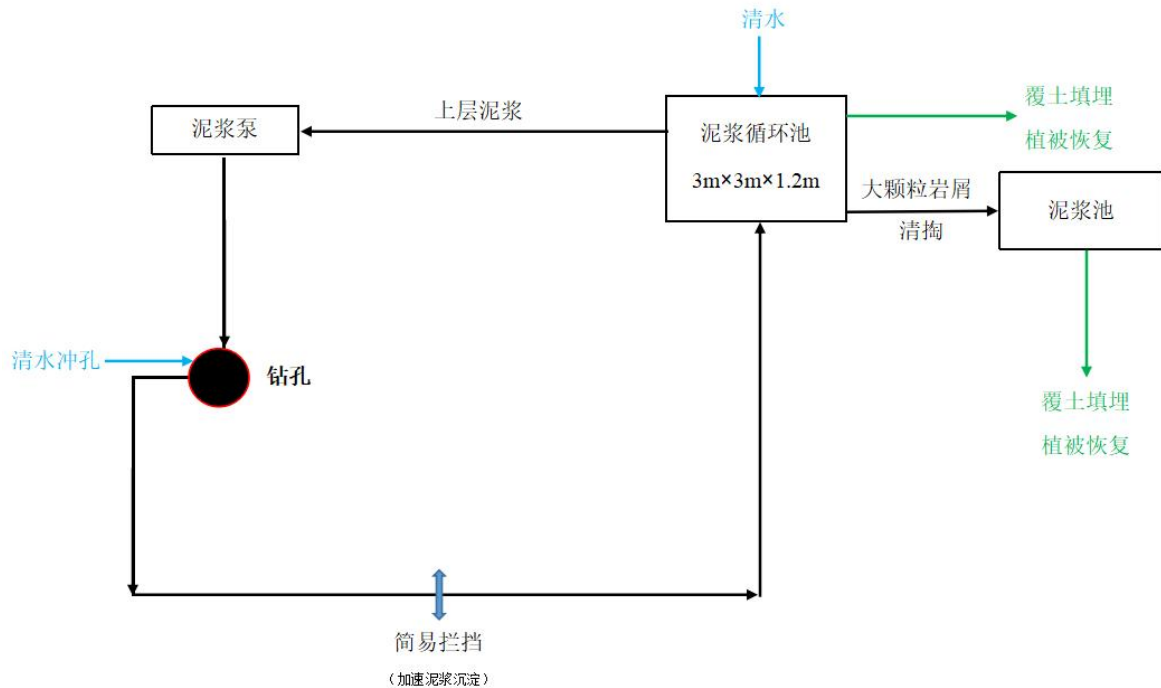 清水
上层泥浆
泥浆泵
泥浆循环池
3m×3m×1.2m
覆土填埋
植被恢复
大颗粒岩屑
清掏
泥浆池
清水冲孔
钻孔
覆土填埋
植被恢复
简易拦挡
（加速泥浆沉淀）